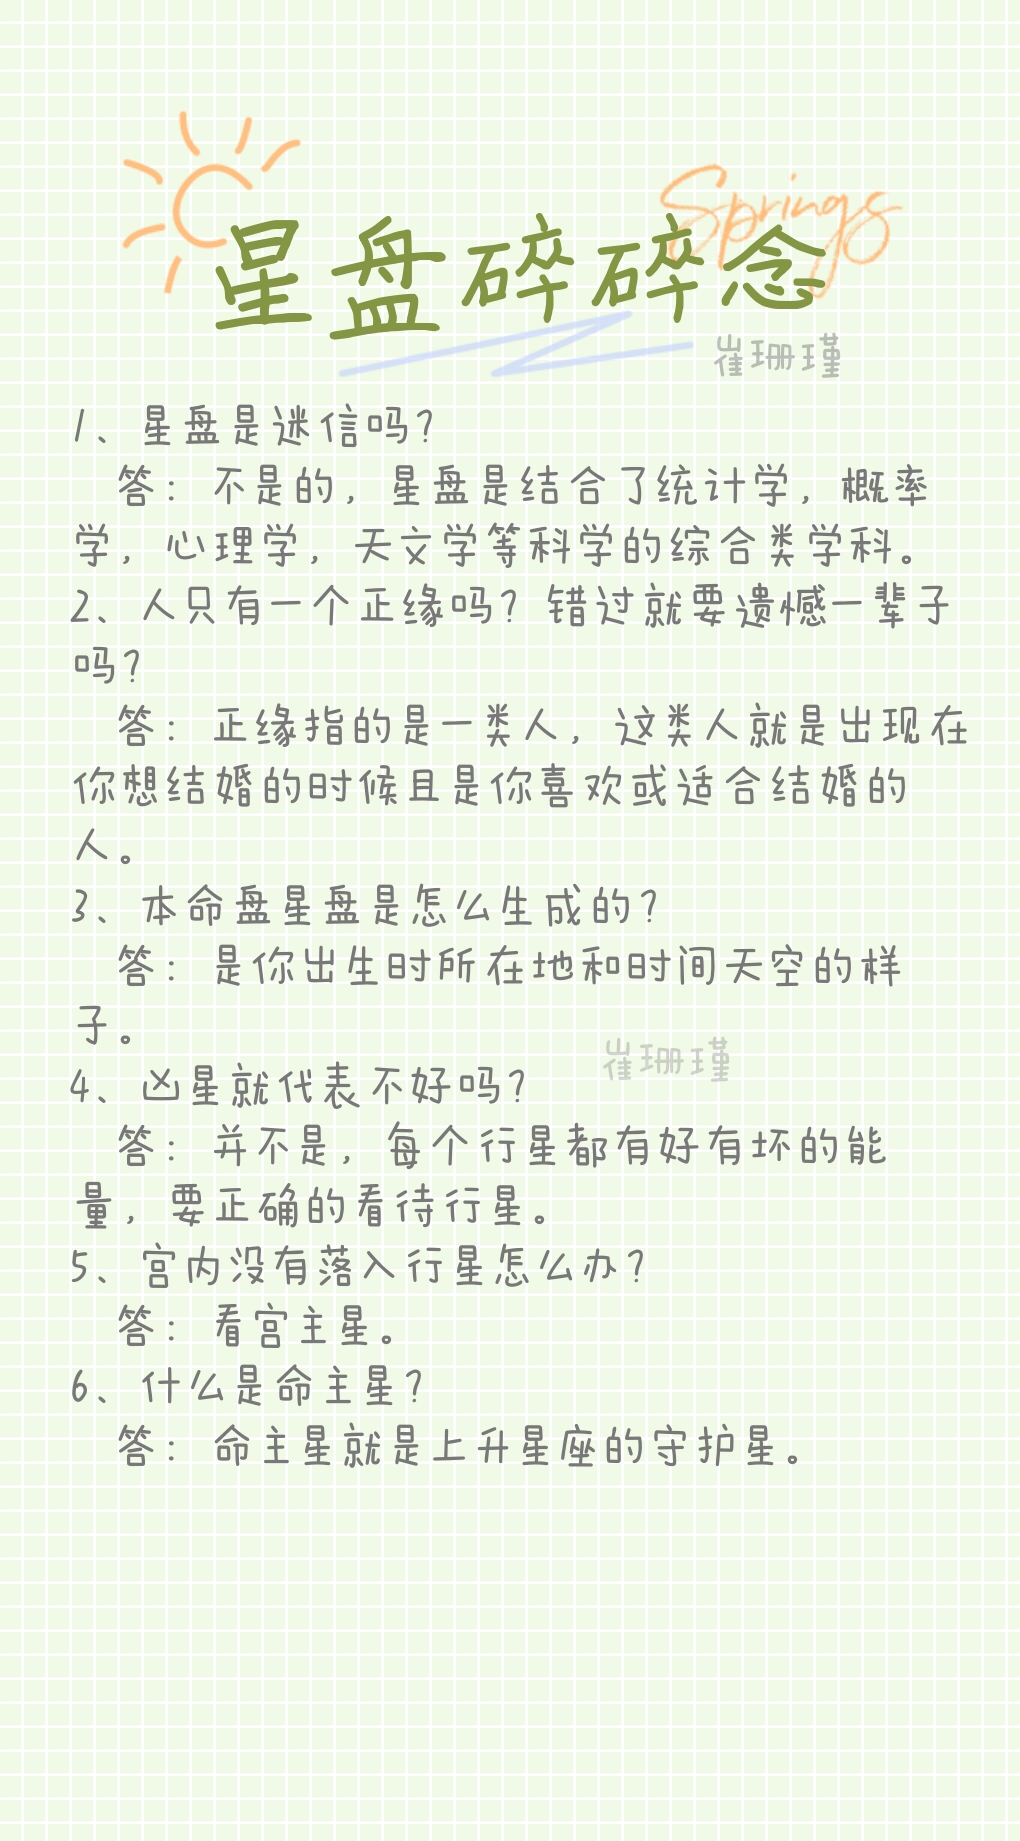 Springs
星盘碎碎念
崔珊瑾
1、星盘是迷信吗？
答：不是的，星盘是结合了统计学，概率
学，心理学，天文学等科学的综合类学科。
2、人只有一个正缘吗？错过就要遗憾一辈子
吗？
答：正缘指的是一类人，这类人就是出现在
你想结婚的时候且是你喜欢或适合结婚的
人。
3、本命盘星盘是怎么生成的？
答：是你出生时所在地和时间天空的样
子。
崔珊瑾
4、凶星就代表不好吗？
答：并不是，每个行星都有好有坏的能
量，要正确的看待行星。
5、宫内没有落入行星怎么办？
答：看宫主星。
6、什么是命主星？
答：命主星就是上升星座的守护星。